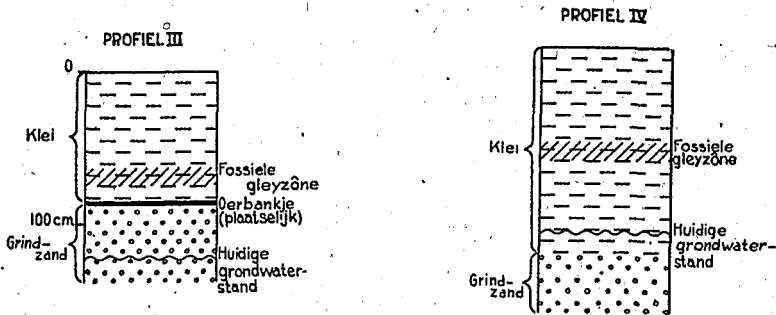 PROFIEL III
0
Klei
Fossiele
gleyzône
Oerbankje
(plaatselijk)
100cm
Grind-
zand
Huidige
grondwater-
stand
PROFIEL IV
Klei
Fossiele
gleyzône
Huidige
grondwater-
stand
Grind-
zand